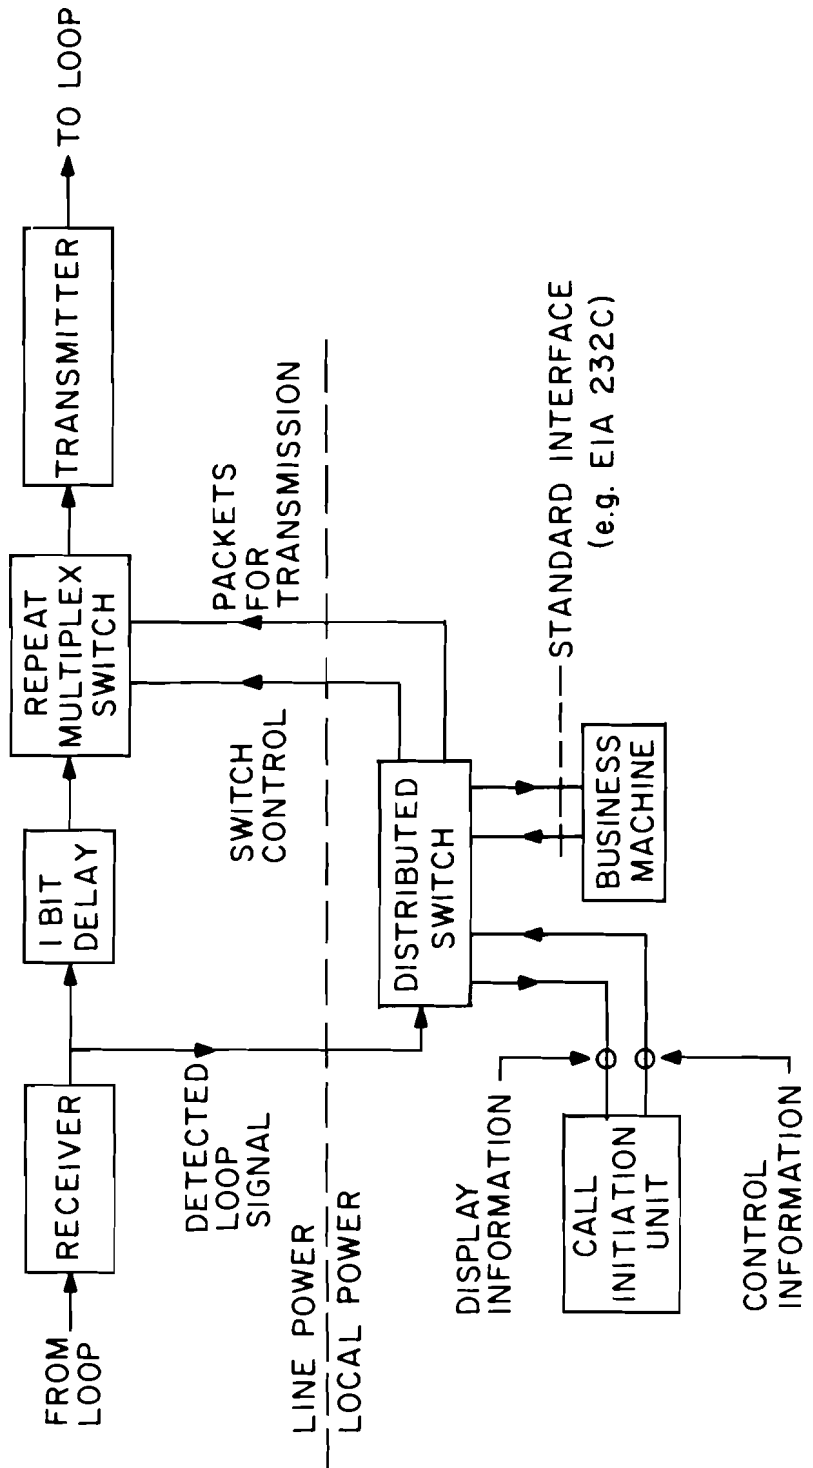 FROM
LOOP
RECEIVER
1 BIT
DELAY
REPEAT
MULTIPLEX
SWITCH
TRANSMITTER
TO LOOP
DETECTED
LOOP
SIGNAL
SWITCH
CONTROL
PACKETS
FOR
TRANSMISSION
LINE POWER
LOCAL POWER
DISTRIBUTED
SWITCH
DISPLAY
INFORMATION
CALL
INITIATION
UNIT
CONTROL
INFORMATION
BUSINESS
MACHINE
STANDARD INTERFACE
(e.g. EIA 232C)